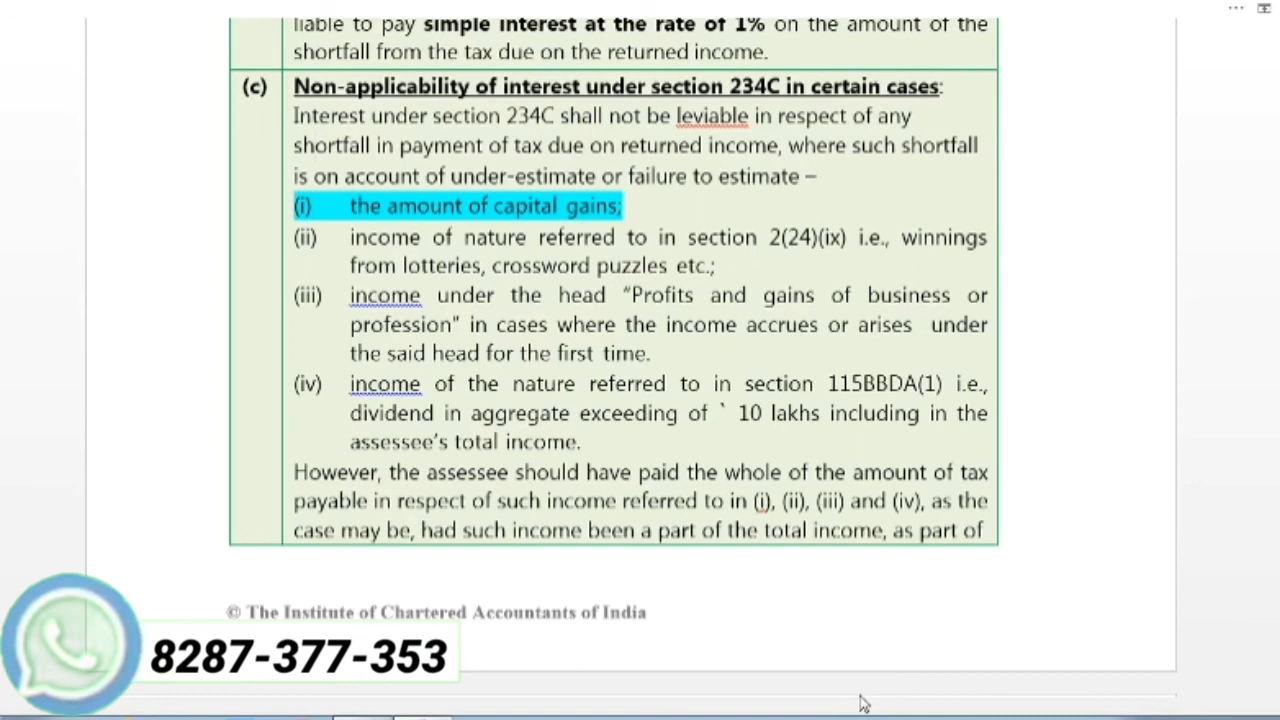 liable to pay simple interest at the rate of 1% on the amount of the
shortfall from the tax due on the returned income.
(c) Non-applicability of interest under section 234C in certain cases:
Interest under section 234C shall not be leviable in respect of any
shortfall in payment of tax due on returned income, where such shortfall
is on account of under-estimate or failure to estimate –
(i) the amount of capital gains;
(ii) income of nature referred to in section 2(24)(ix) i.e., winnings
from lotteries, crossword puzzles etc.;
(iii) income under the head “Profits and gains of business or
profession” in cases where the income accrues or arises under
the said head for the first time.
(iv) income of the nature referred to in section 115BBDA(1) i.e.,
dividend in aggregate exceeding of ` 10 lakhs including in the
assessee’s total income.
However, the assessee should have paid the whole of the amount of tax
payable in respect of such income referred to in (i), (ii), (iii) and (iv), as the
case may be, had such income been a part of the total income, as part of
© The Institute of Chartered Accountants of India
8287-377-353